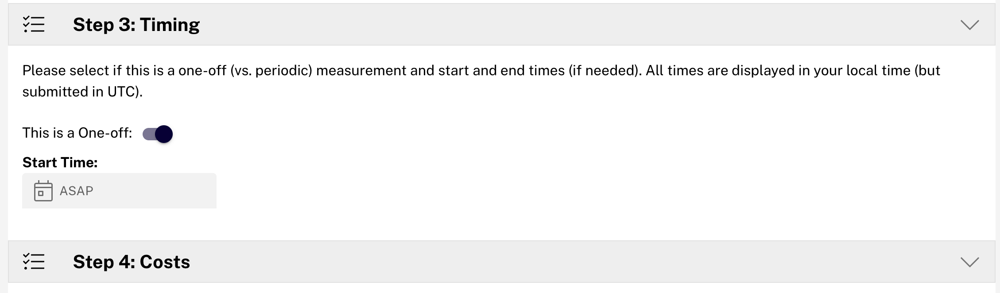 Step 3: Timing
Please select if this is a one-off (vs. periodic) measurement and start and end times (if needed). All times are displayed in your local time (but
submitted in UTC).
This is a One-off:
Start Time:
ASAP
Step 4: Costs